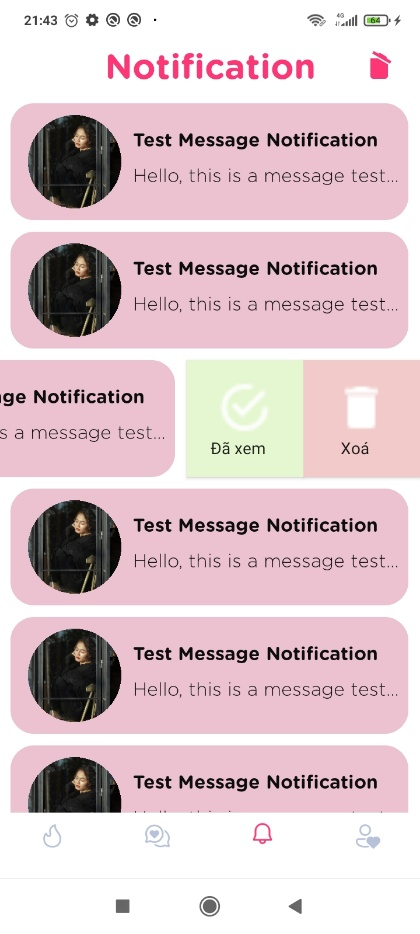 21:43
4G
64
Notification
Test Message Notification
Hello, this is a message test...
Test Message Notification
Hello, this is a message test...
ge Notification
s a message test...
Đã xem
Xoá
Test Message Notification
Hello, this is a message test...
Test Message Notification
Hello, this is a message test...
Test Message Notification